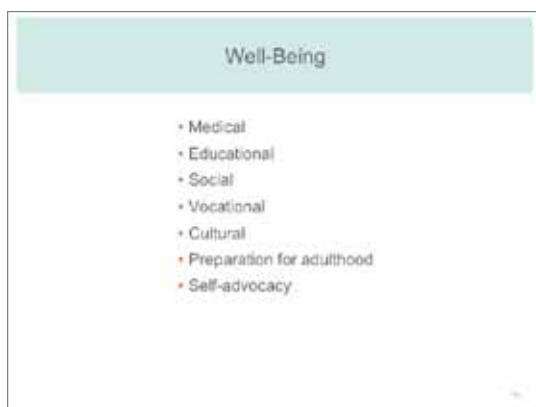 Well-Being
• Medical
• Educational
• Social
• Vocational
• Cultural
• Preparation for adulthood
• Self-advocacy